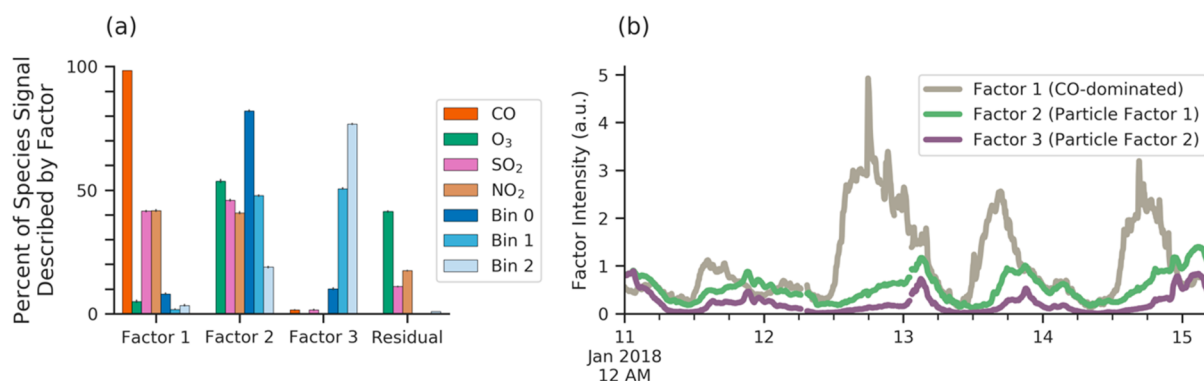 (a)
Percent of Species Signal
Described by Factor
100
50
0
Factor 1
Factor 2
Factor 3
Residual
CO
O₃
SO₂
NO₂
Bin 0
Bin 1
Bin 2
(b)
Factor Intensity (a.u.)
5
4
3
2
1
0
11
12
13
14
15
Jan 2018
12 AM
Factor 1 (CO-dominated)
Factor 2 (Particle Factor 1)
Factor 3 (Particle Factor 2)